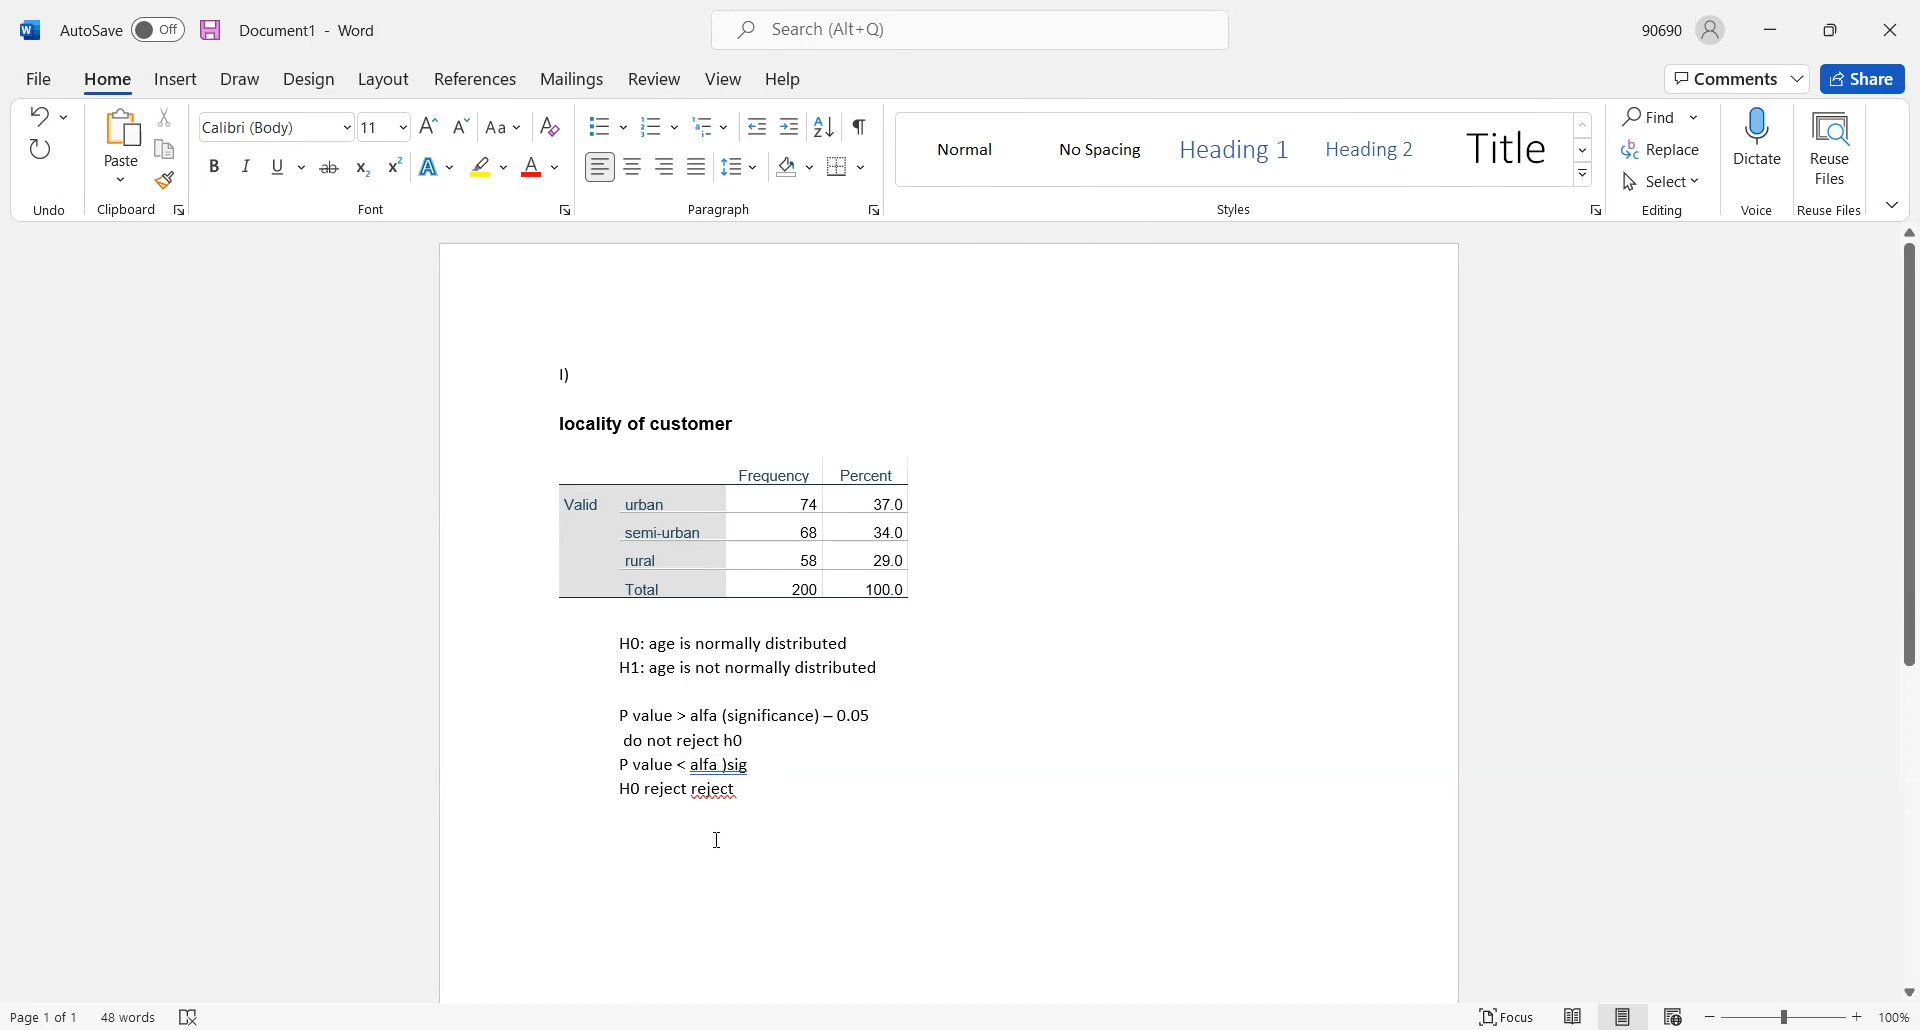 AutoSave Off Document1 - Word Search (Alt+Q) 90690
File Home Insert Draw Design Layout References Mailings Review View Help Comments Share
Paste
Calibri (Body) 11 Aa
B I U ab x₂ x² A A
Normal No Spacing Heading 1 Heading 2 Title
Find
Replace
Select
Dictate
Reuse Files
Undo Clipboard Font Paragraph Styles Editing Voice Reuse Files
I)
locality of customer
Frequency Percent
Valid urban 74 37.0
semi-urban 68 34.0
rural 58 29.0
Total 200 100.0
H0: age is normally distributed
H1: age is not normally distributed
P value > alfa (significance) – 0.05
do not reject h0
P value < alfa )sig
H0 reject reject
Page 1 of 1 48 words Focus 100%